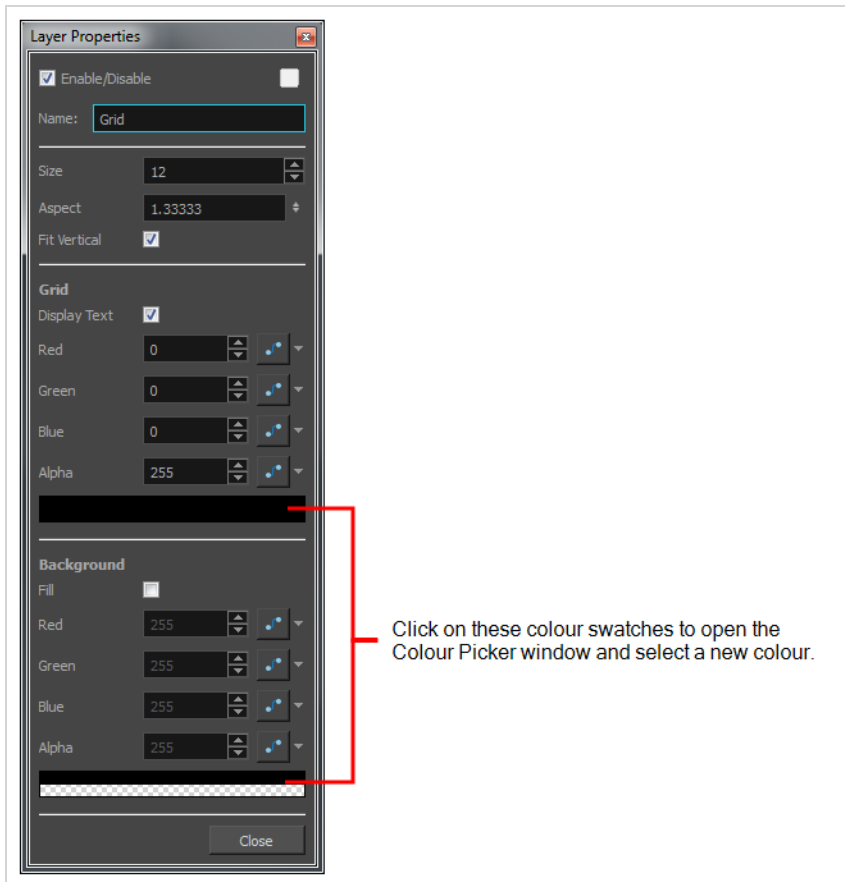 Layer Properties
Enable/Disable
Name: Grid
Size 12
Aspect 1.33333
Fit Vertical
Grid
Display Text
Red 0
Green 0
Blue 0
Alpha 255
Background
Fill
Red 255
Green 255
Blue 255
Alpha 255
Close
Click on these colour swatches to open the
Colour Picker window and select a new colour.